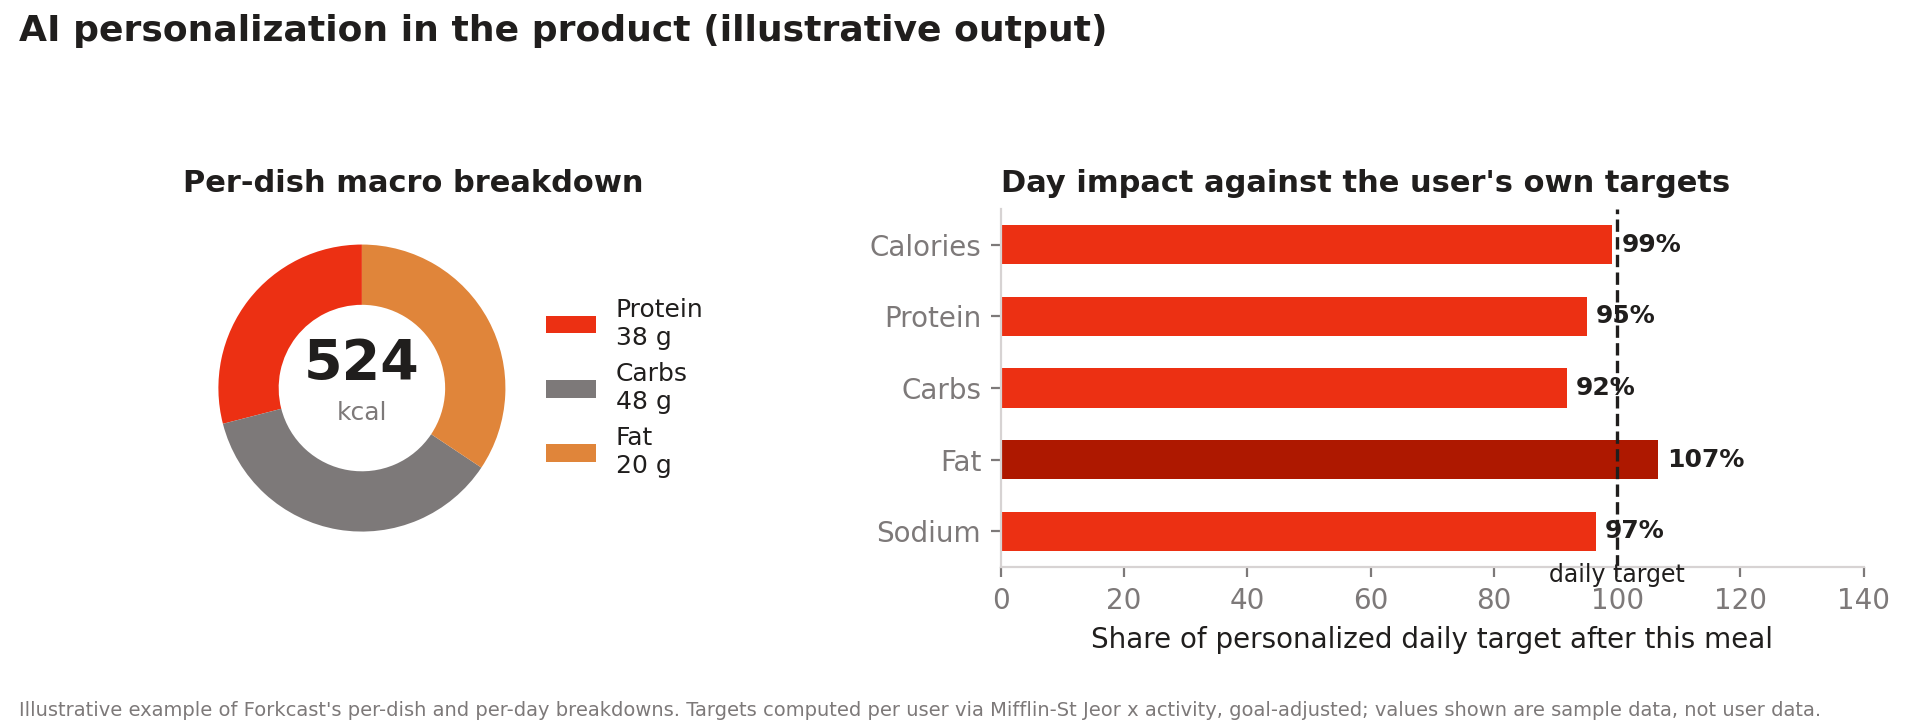 AI personalization in the product (illustrative output)
Per-dish macro breakdown
524
kcal
Protein
38 g
Carbs
48 g
Fat
20 g
Day impact against the user's own targets
Calories
99%
Protein
95%
Carbs
92%
Fat
107%
Sodium
97%
daily target
0 20 40 60 80 100 120 140
Share of personalized daily target after this meal
Illustrative example of Forkcast's per-dish and per-day breakdowns. Targets computed per user via Mifflin-St Jeor x activity, goal-adjusted; values shown are sample data, not user data.